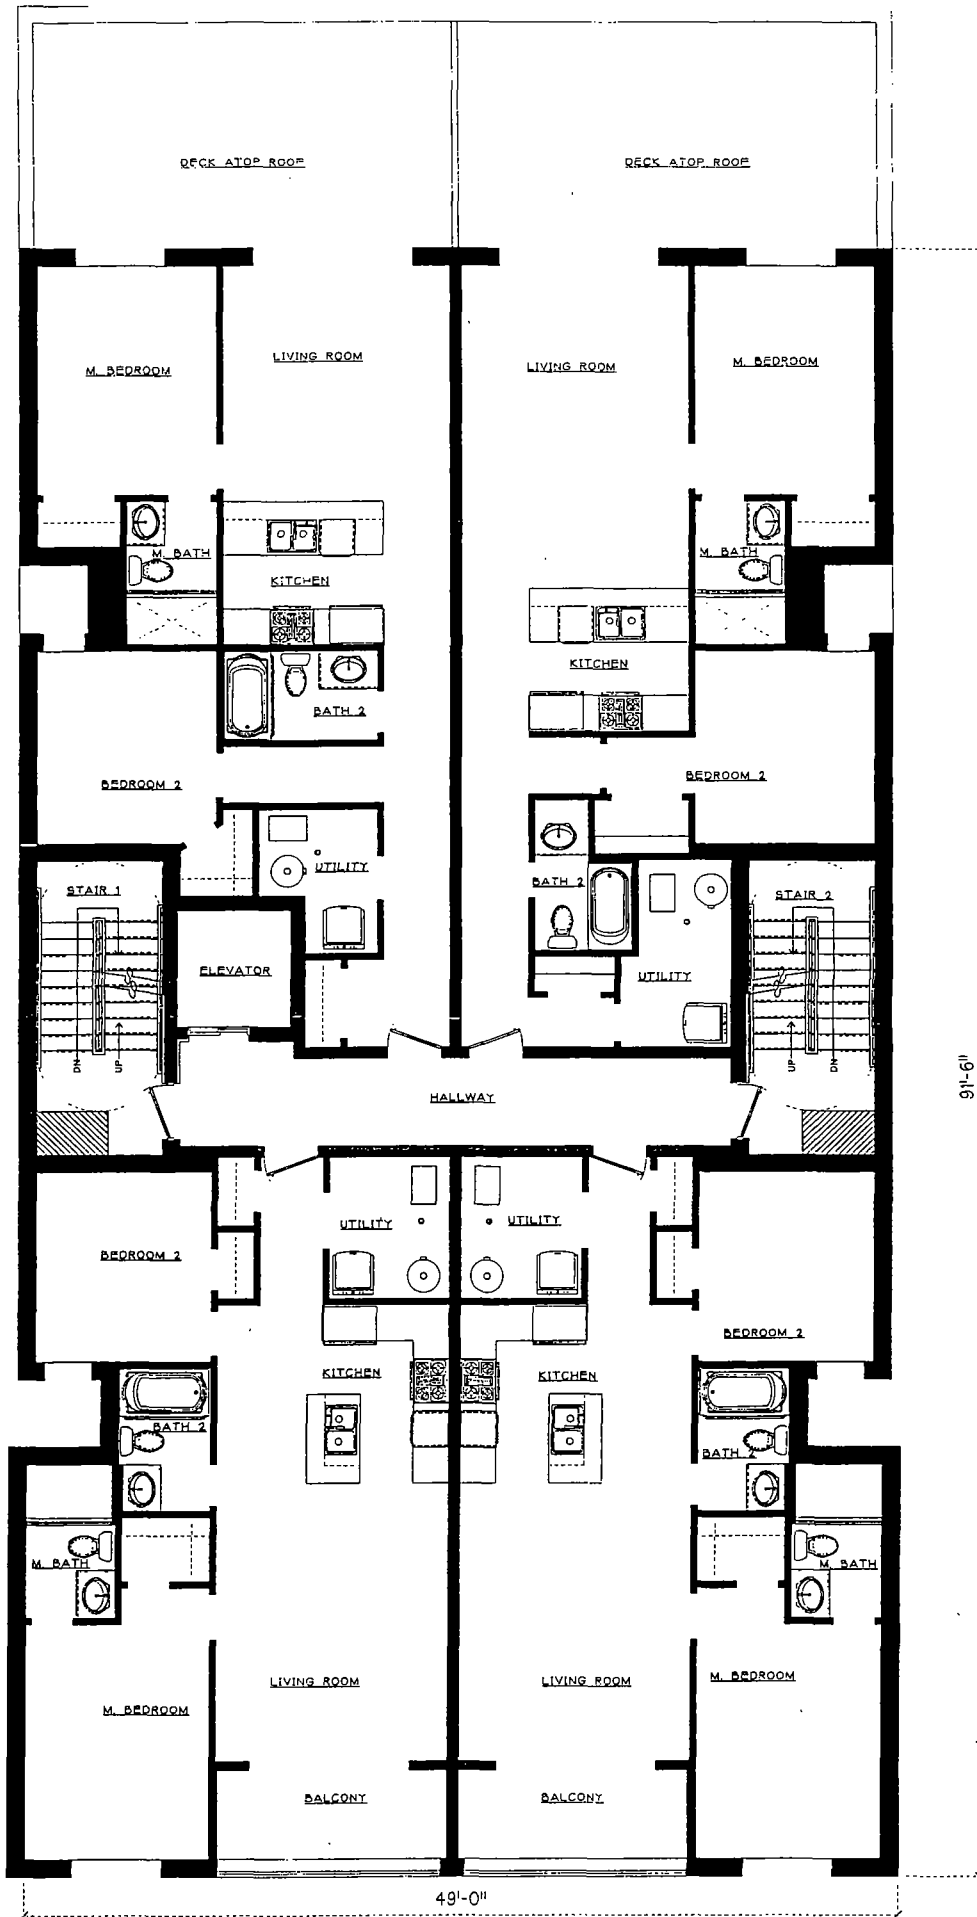 DECK ATOP ROOF
DECK ATOP ROOF
M. BEDROOM
LIVING ROOM
LIVING ROOM
M. BEDROOM
M. BATH
M. BATH
KITCHEN
KITCHEN
BATH 2
BEDROOM 2
BEDROOM 2
UTILITY
STAIR 1
BATH 2
STAIR 2
ELEVATOR
UTILITY
DN
UP
UP
DN
HALLWAY
91'-6"
UTILITY
UTILITY
BEDROOM 2
BEDROOM 2
KITCHEN
KITCHEN
BATH 2
BATH 2
M. BATH
M. BATH
LIVING ROOM
LIVING ROOM
M. BEDROOM
M. BEDROOM
BALCONY
BALCONY
49'-0"